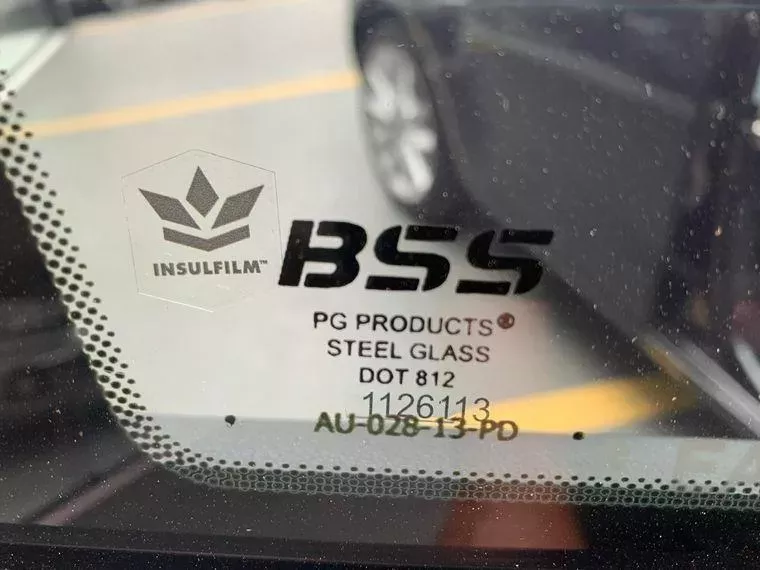 INSULFILM™
BSS
PG PRODUCTS®
STEEL GLASS
DOT 812
1126113
AU-028-13-PD